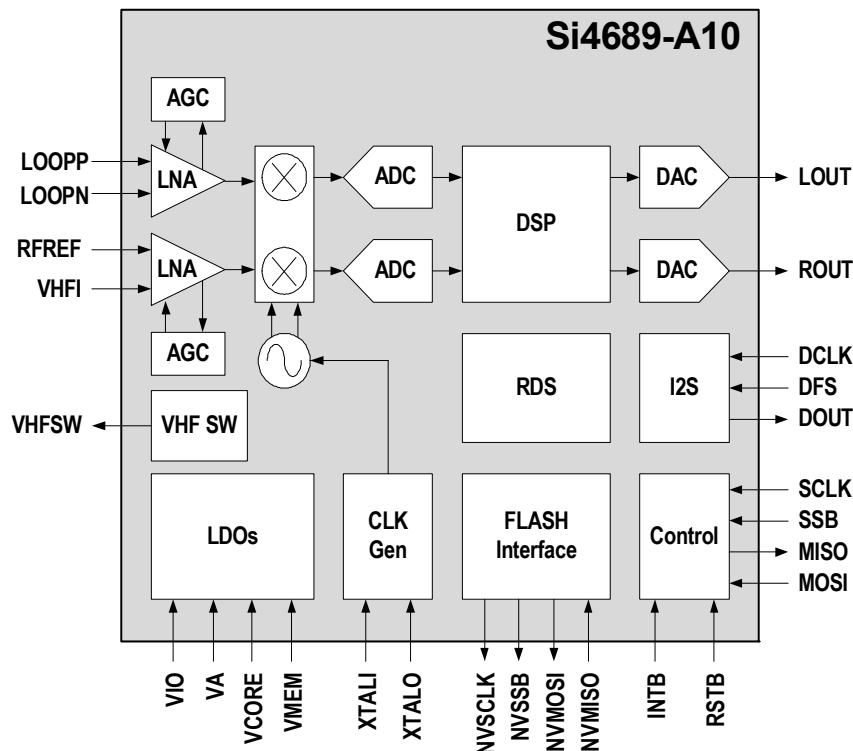 Si4689-A10
AGC
LOOPP
LNA
LOOPN
ADC
DSP
DAC
LOUT
RFREF
LNA
VHFI
ADC
DAC
ROUT
AGC
RDS
I2S
DCLK
DFS
DOUT
VHFSW
VHF SW
LDOs
CLK
Gen
FLASH
Interface
Control
SCLK
SSB
MISO
MOSI
VIO
VA
VCORE
VMEM
XTALI
XTALO
NVSCLK
NVSSB
NVMOSI
NVMISO
INTB
RSTB